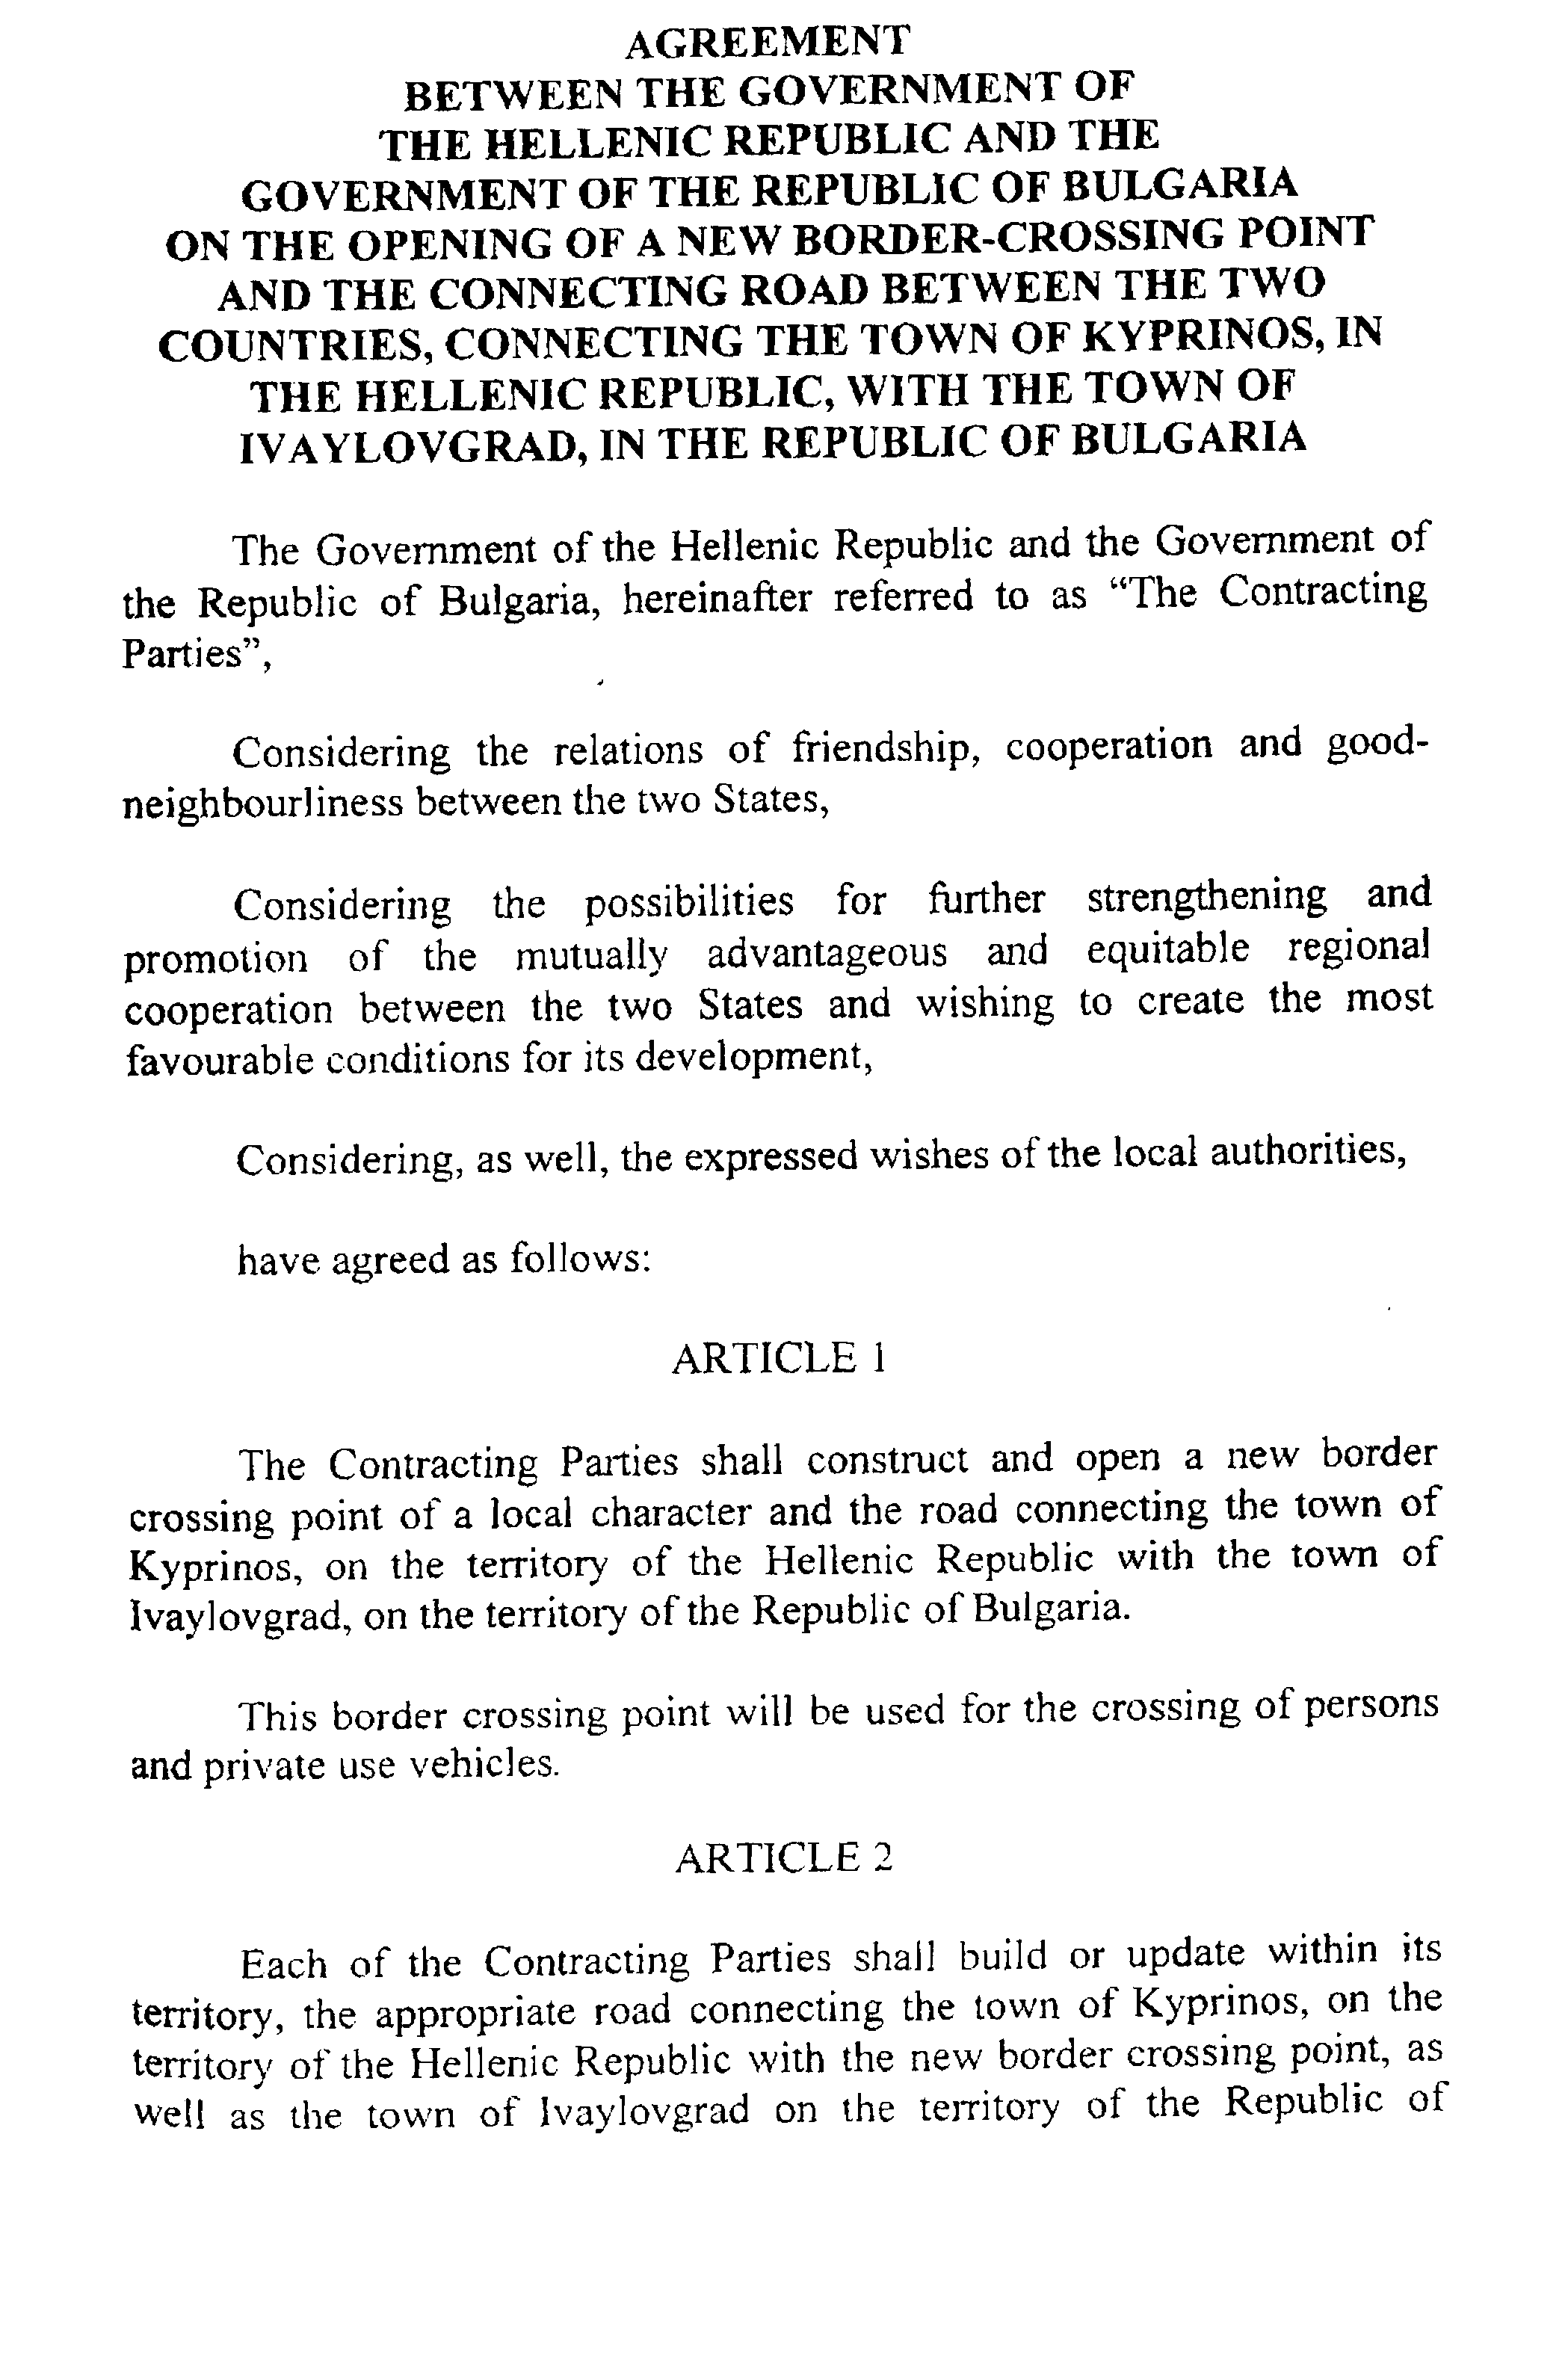 AGREEMENT
BETWEEN THE GOVERNMENT OF
THE HELLENIC REPUBLIC AND THE
GOVERNMENT OF THE REPUBLIC OF BULGARIA
ON THE OPENING OF A NEW BORDER-CROSSING POINT
AND THE CONNECTING ROAD BETWEEN THE TWO
COUNTRIES, CONNECTING THE TOWN OF KYPRINOS, IN
THE HELLENIC REPUBLIC, WITH THE TOWN OF
IVAYLOVGRAD, IN THE REPUBLIC OF BULGARIA
The Government of the Hellenic Republic and the Government of
the Republic of Bulgaria, hereinafter referred to as “The Contracting
Parties”,
Considering the relations of friendship, cooperation and good-
neighbourliness between the two States,
Considering the possibilities for further strengthening and
promotion of the mutually advantageous and equitable regional
cooperation between the two States and wishing to create the most
favourable conditions for its development,
Considering, as well, the expressed wishes of the local authorities,
have agreed as follows:
ARTICLE 1
The Contracting Parties shall construct and open a new border
crossing point of a local character and the road connecting the town of
Kyprinos, on the territory of the Hellenic Republic with the town of
Ivaylovgrad, on the territory of the Republic of Bulgaria.
This border crossing point will be used for the crossing of persons
and private use vehicles.
ARTICLE 2
Each of the Contracting Parties shall build or update within its
territory, the appropriate road connecting the town of Kyprinos, on the
territory of the Hellenic Republic with the new border crossing point, as
well as the town of Ivaylovgrad on the territory of the Republic of